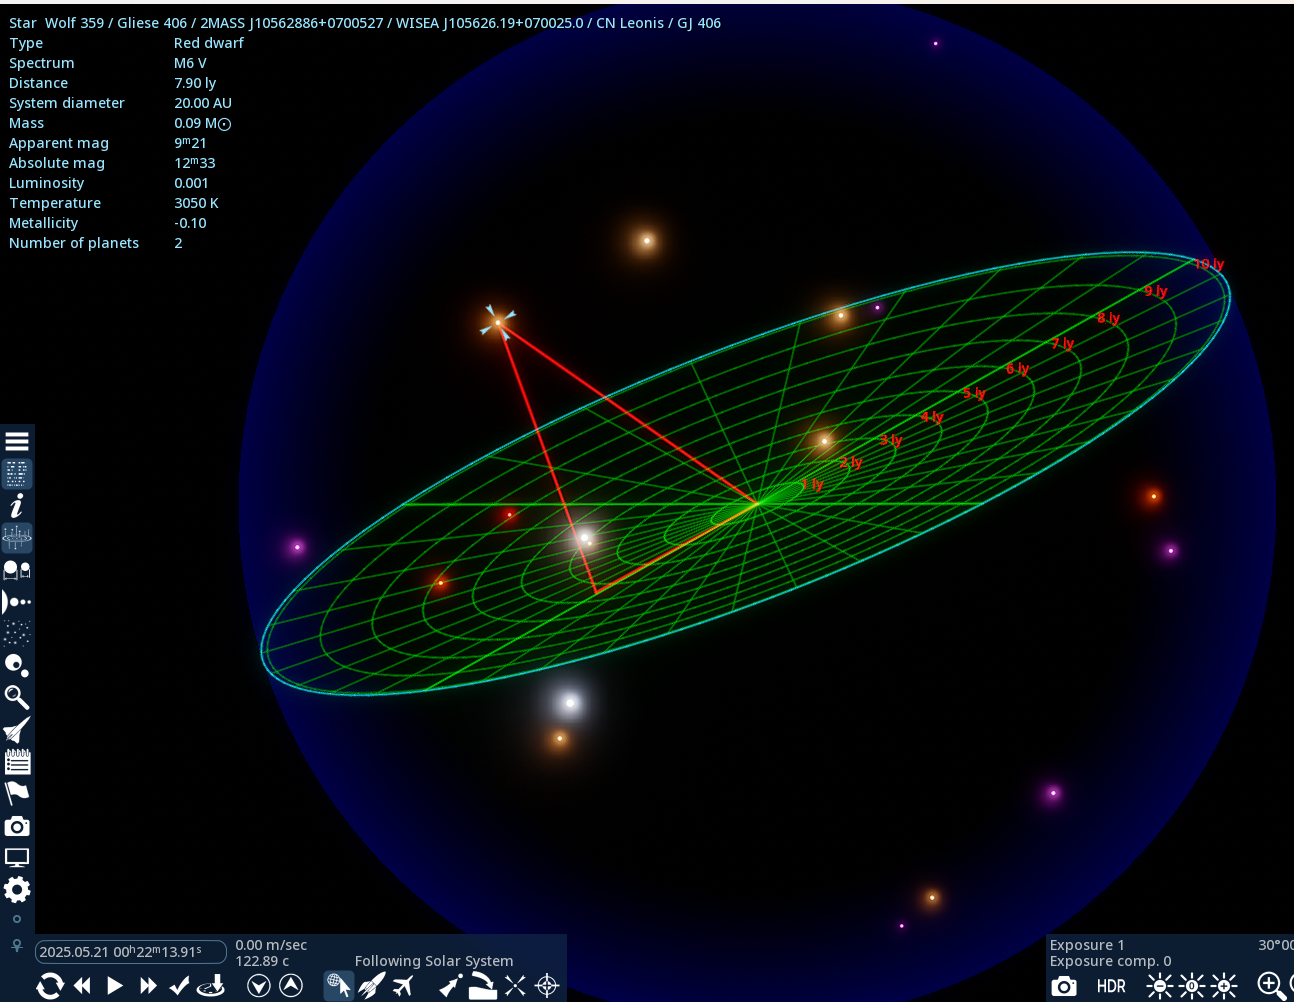 Star Wolf 359 / Gliese 406 / 2MASS J10562886+0700527 / WISEA J105626.19+070025.0 / CN Leonis / GJ 406
Type Red dwarf
Spectrum M6 V
Distance 7.90 ly
System diameter 20.00 AU
Mass 0.09 M☉
Apparent mag 9ᵐ21
Absolute mag 12ᵐ33
Luminosity 0.001
Temperature 3050 K
Metallicity -0.10
Number of planets 2
10 ly
9 ly
8 ly
7 ly
6 ly
5 ly
4 ly
3 ly
2 ly
1 ly
2025.05.21 00ʰ22ᵐ13.91ˢ
0.00 m/sec
122.89 c
Following Solar System
Exposure 1 30°00
Exposure comp. 0
HDR
0